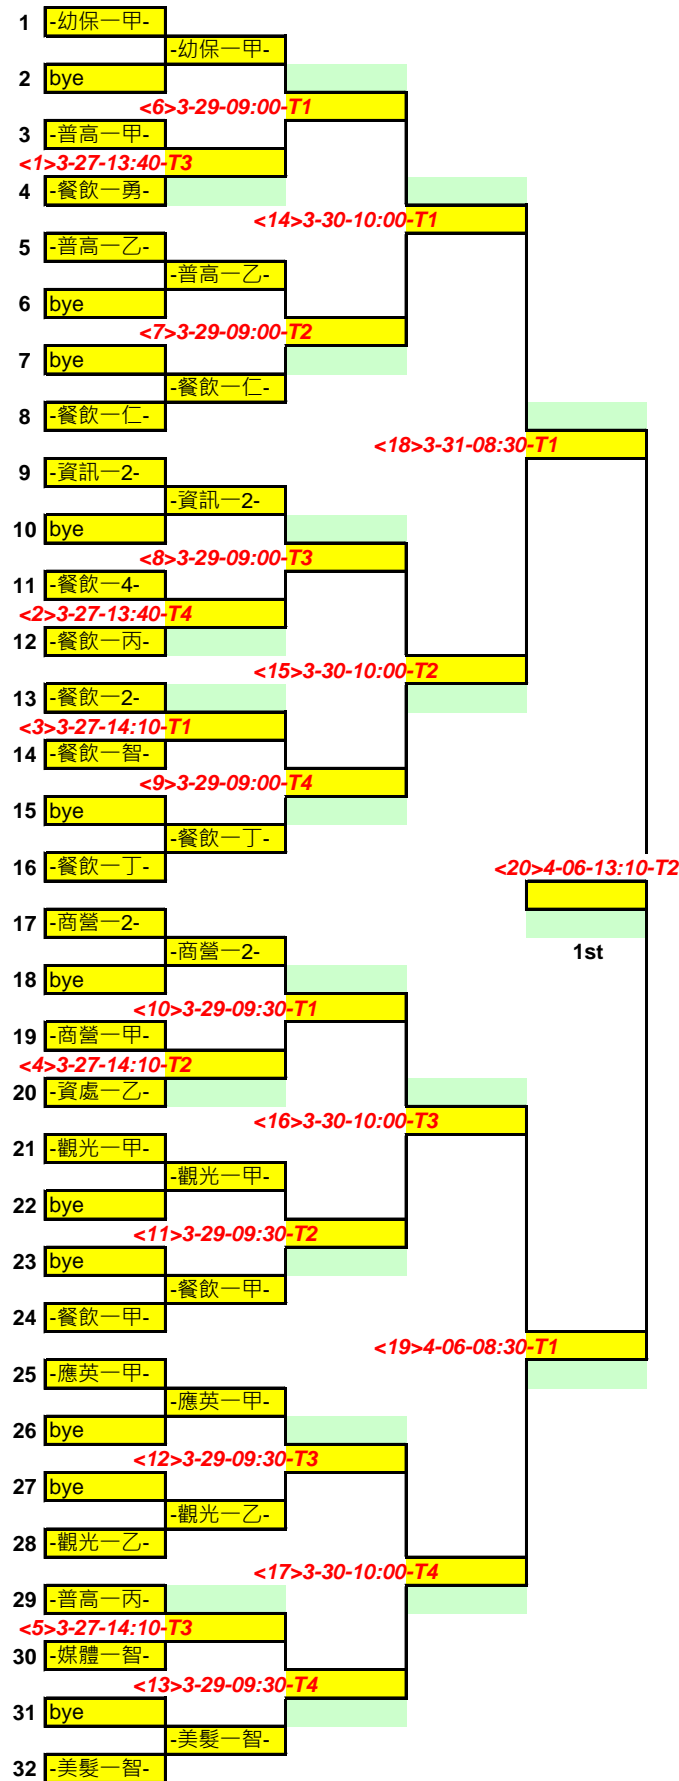 1 -幼保一甲-
-幼保一甲-
2 bye
<6>3-29-09:00-T1
3 -普高一甲-
<1>3-27-13:40-T3
4 -餐飲一勇-
<14>3-30-10:00-T1
5 -普高一乙-
-普高一乙-
6 bye
<7>3-29-09:00-T2
7 bye
-餐飲一仁-
8 -餐飲一仁-
<18>3-31-08:30-T1
9 -資訊一2-
-資訊一2-
10 bye
<8>3-29-09:00-T3
11 -餐飲一4-
<2>3-27-13:40-T4
12 -餐飲一丙-
<15>3-30-10:00-T2
13 -餐飲一2-
<3>3-27-14:10-T1
14 -餐飲一智-
<9>3-29-09:00-T4
15 bye
-餐飲一丁-
16 -餐飲一丁-
<20>4-06-13:10-T2
17 -商營一2-
-商營一2-
1st
18 bye
<10>3-29-09:30-T1
19 -商營一甲-
<4>3-27-14:10-T2
20 -資處一乙-
<16>3-30-10:00-T3
21 -觀光一甲-
-觀光一甲-
22 bye
<11>3-29-09:30-T2
23 bye
-餐飲一甲-
24 -餐飲一甲-
<19>4-06-08:30-T1
25 -應英一甲-
-應英一甲-
26 bye
<12>3-29-09:30-T3
27 bye
-觀光一乙-
28 -觀光一乙-
<17>3-30-10:00-T4
29 -普高一丙-
<5>3-27-14:10-T3
30 -媒體一智-
<13>3-29-09:30-T4
31 bye
-美髮一智-
32 -美髮一智-